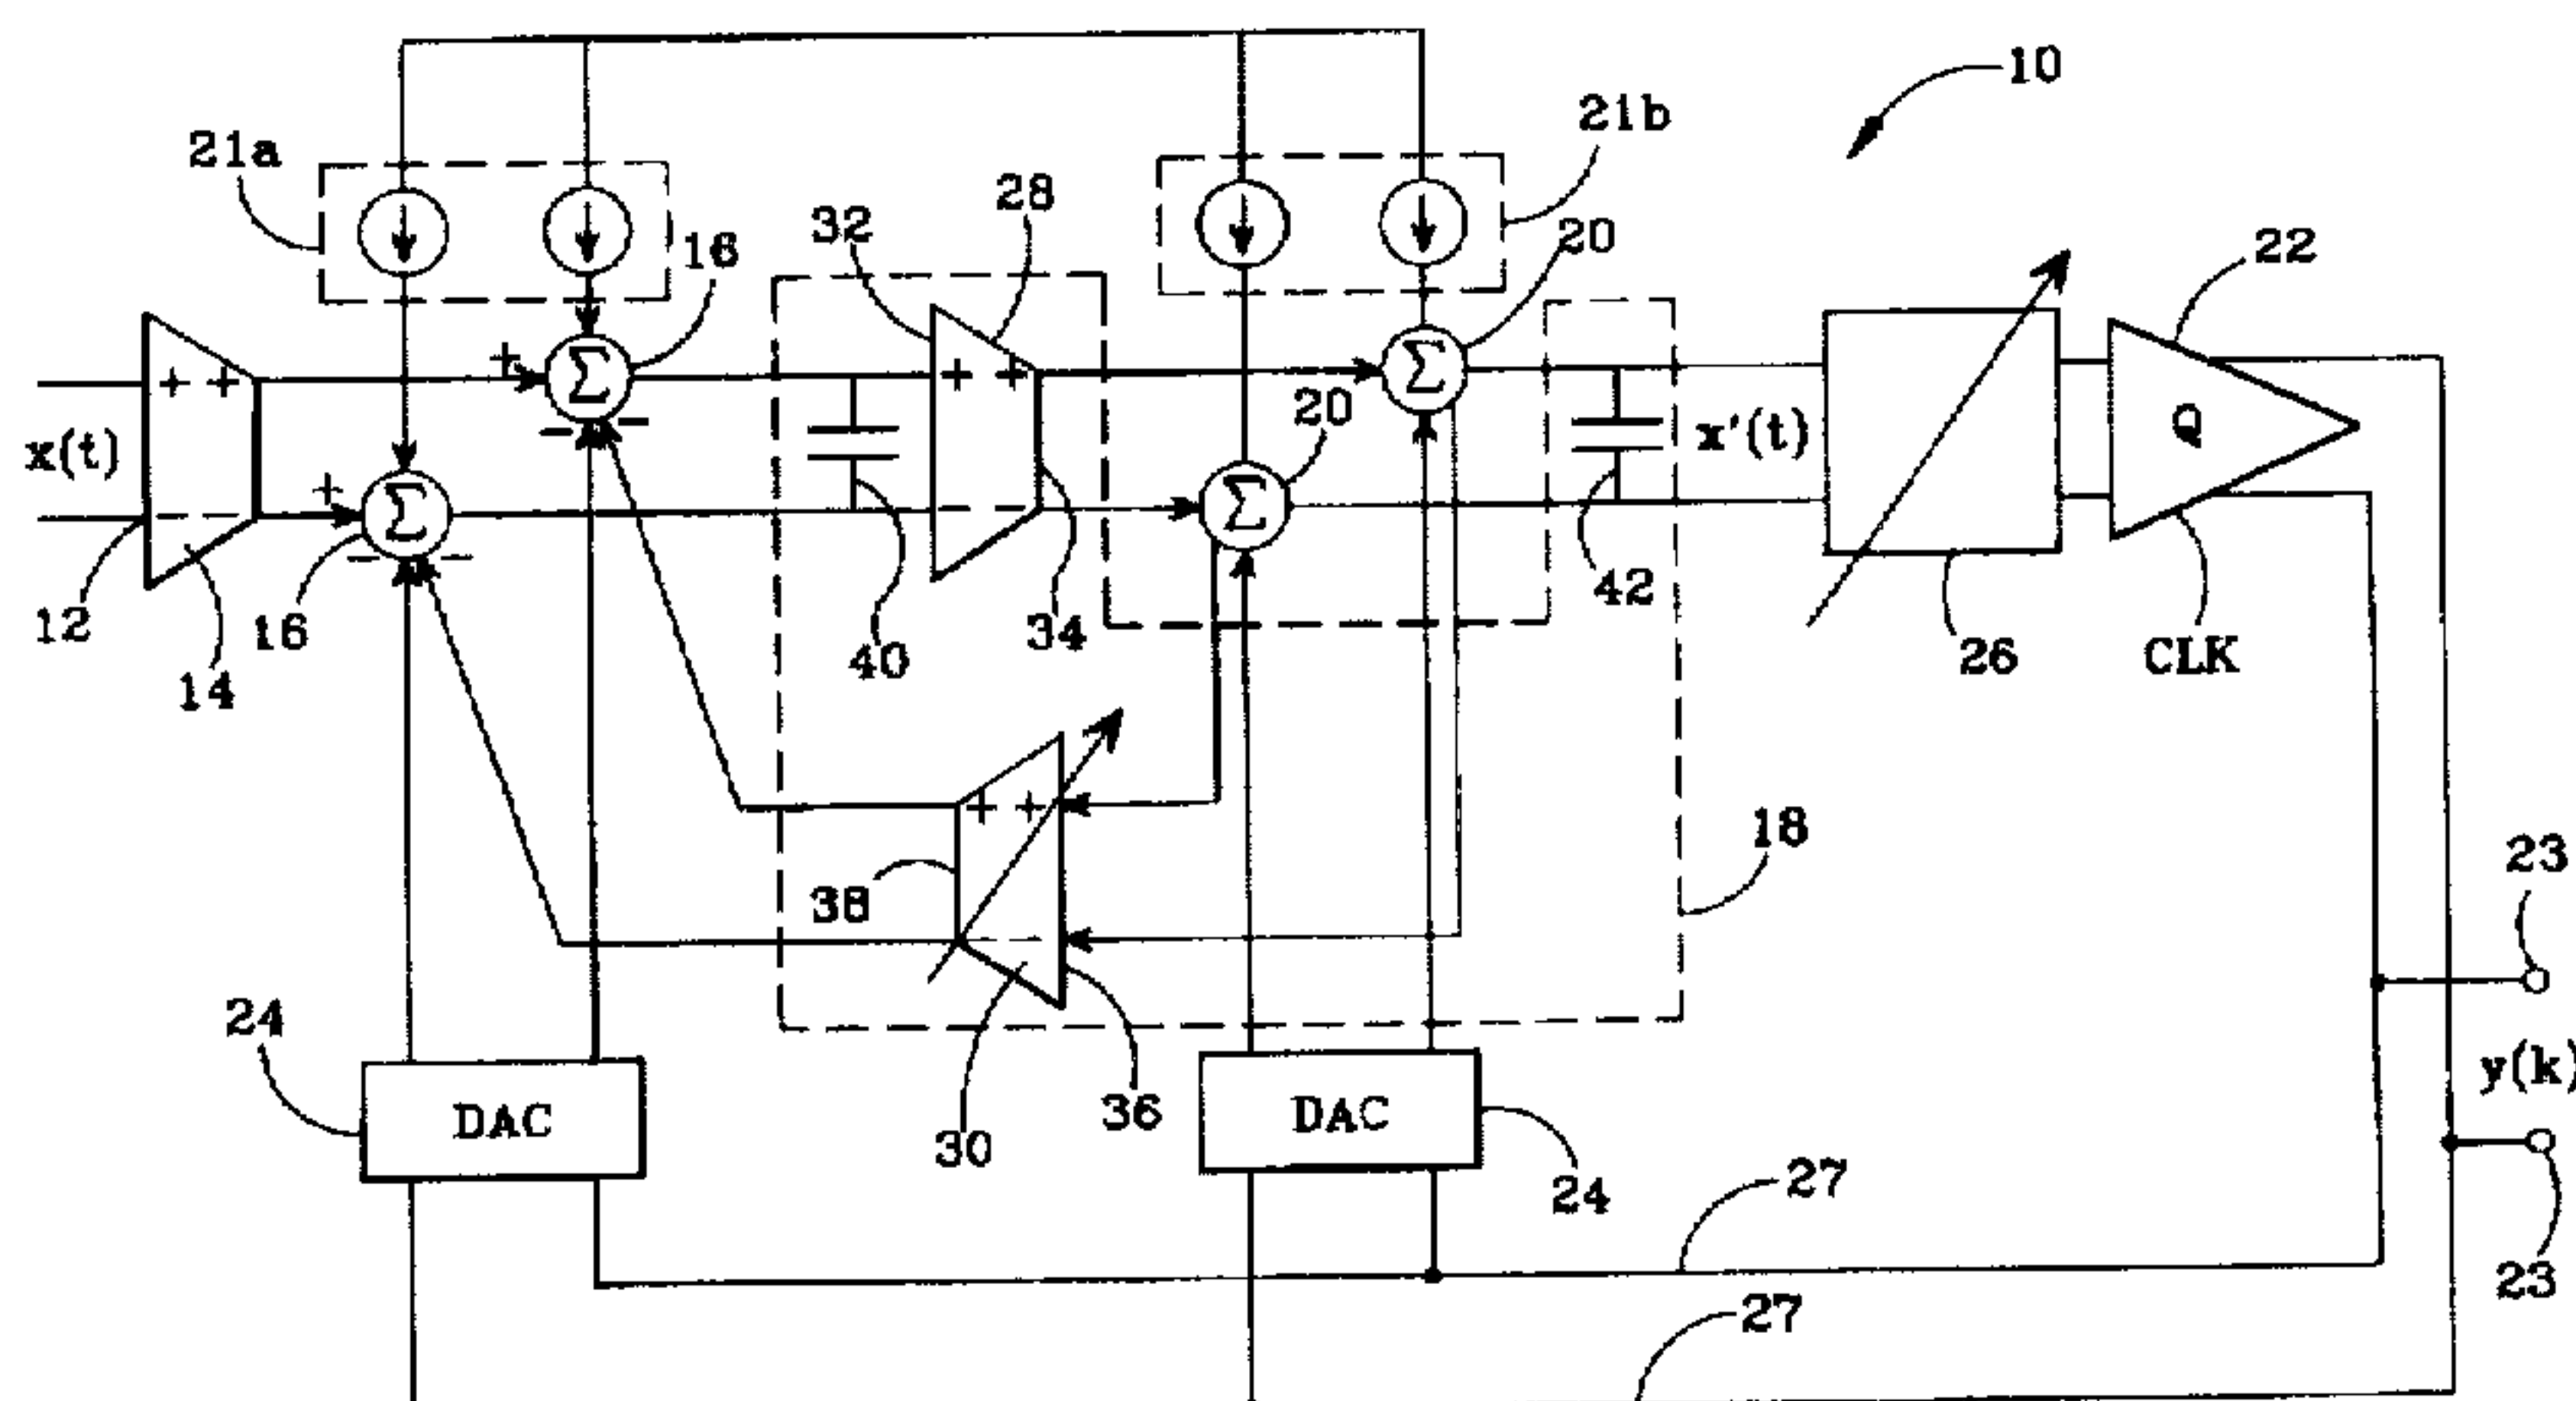 10
21a
21b
28
32
16
20
22
+ +
+
Σ
+ +
Σ
20
x(t)
x'(t)
Q
- -
+
Σ
- -
Σ
12
14
16
- -
40
34
42
26
CLK
+ +
18
38
- -
23
24
30
36
y(k)
DAC
DAC
24
27
23
27